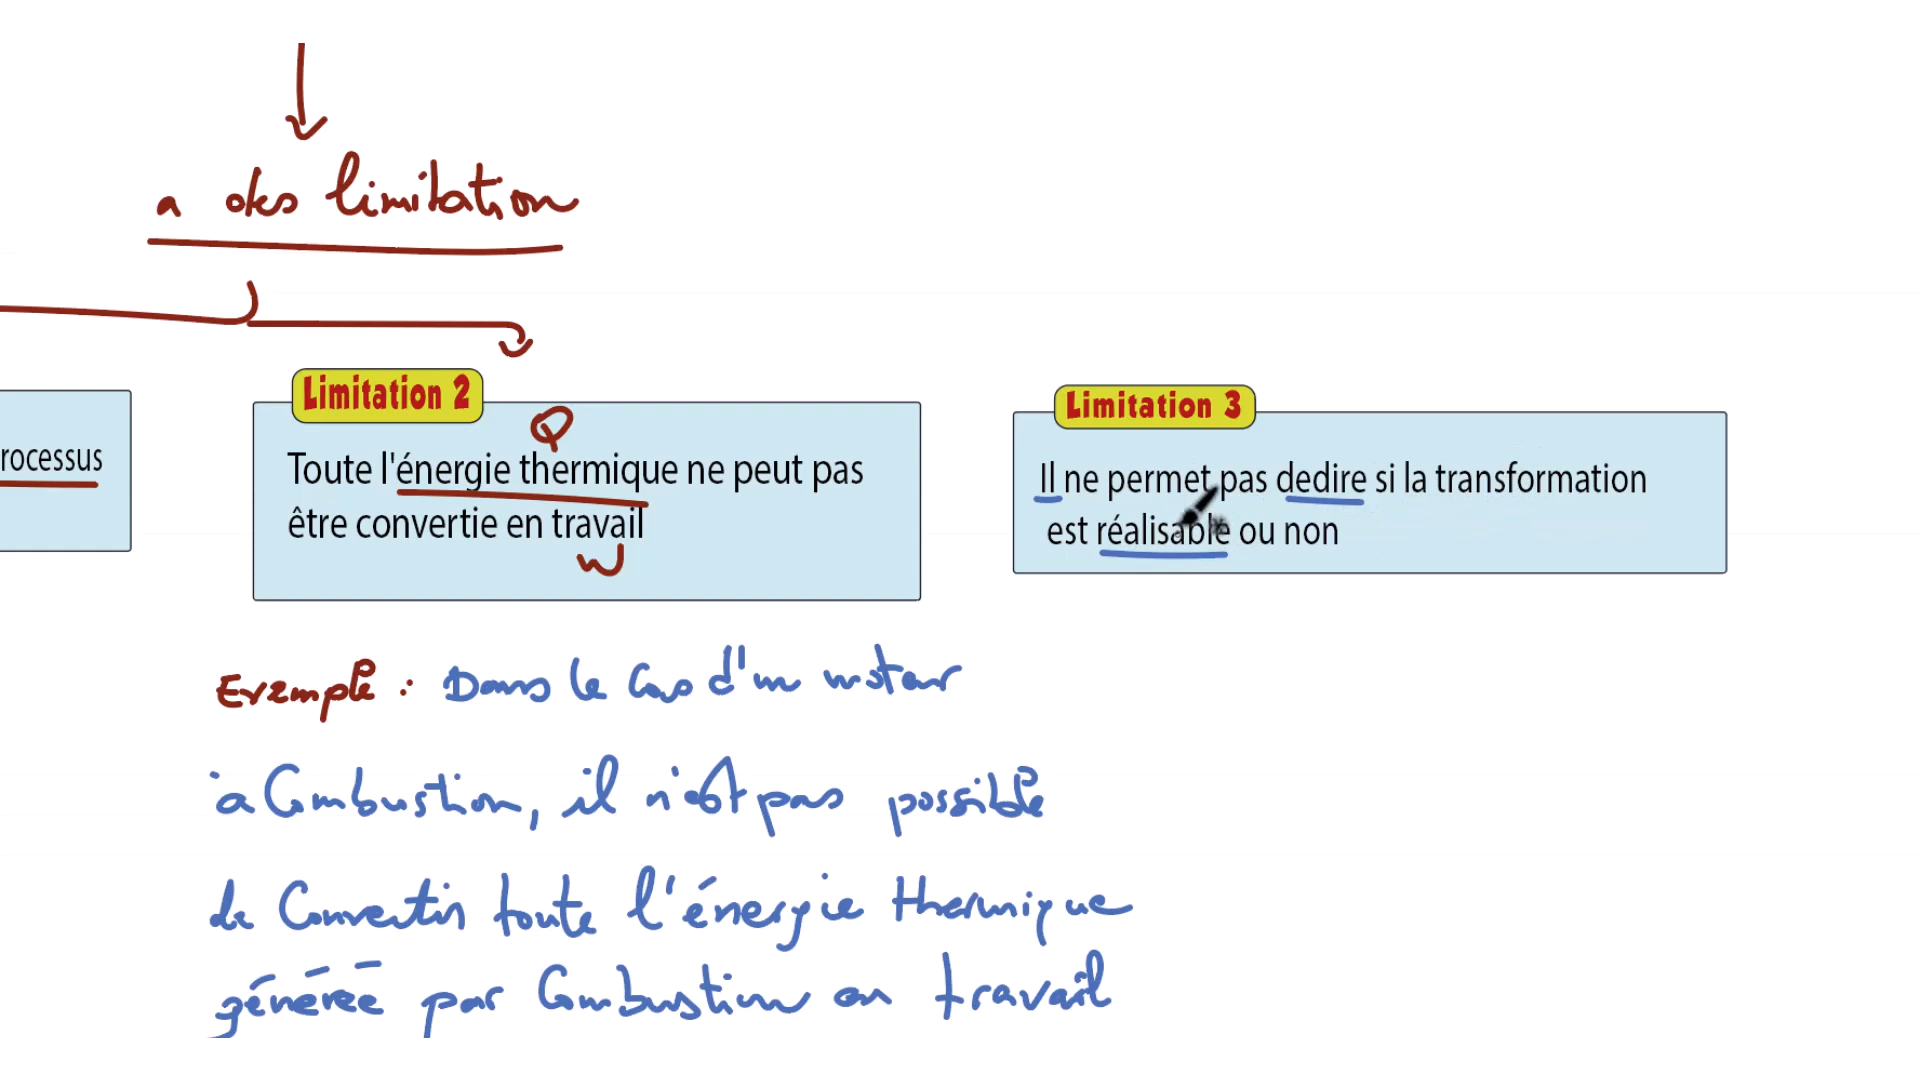 a des limitation
rocessus
Limitation 2
Q
Toute l'énergie thermique ne peut pas
être convertie en travail
W
Limitation 3
Il ne permet pas dedire si la transformation
est réalisable ou non
Exemple : Dans le cas d'un moteur
à combustion, il n'est pas possible
de convertir toute l'énergie thermique
générée par combustion en travail